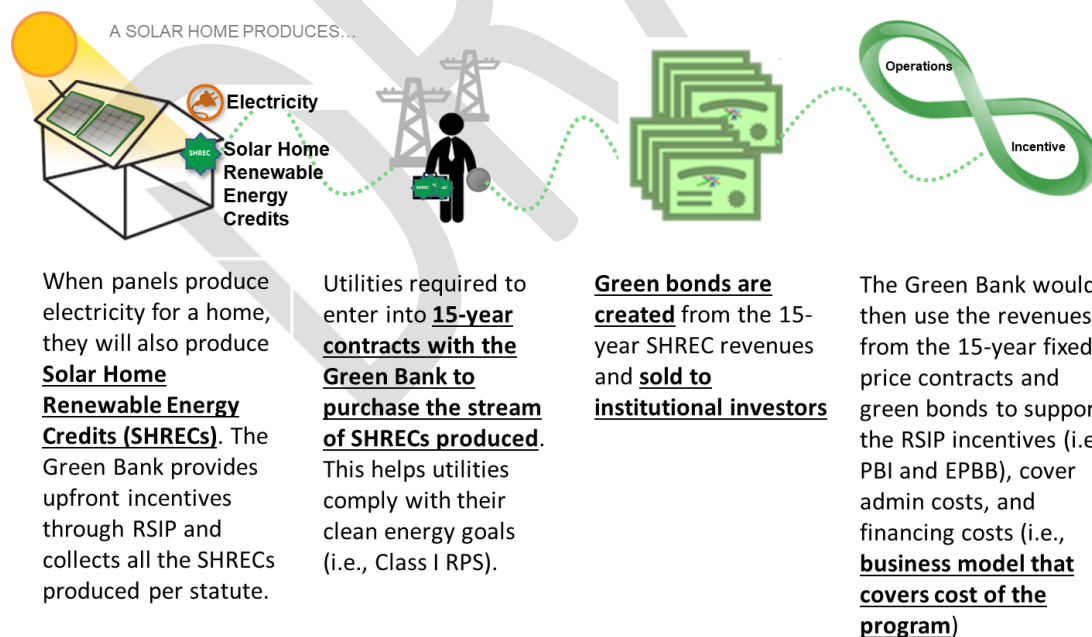 A SOLAR HOME PRODUCES...
Electricity
SHREC
Solar Home
Renewable
Energy
Credits
Operations
Incentive
When panels produce
electricity for a home,
they will also produce
Solar Home
Renewable Energy
Credits (SHRECs). The
Green Bank provides
upfront incentives
through RSIP and
collects all the SHRECs
produced per statute.
Utilities required to
enter into 15-year
contracts with the
Green Bank to
purchase the stream
of SHRECs produced.
This helps utilities
comply with their
clean energy goals
(i.e., Class I RPS).
Green bonds are
created from the 15-
year SHREC revenues
and sold to
institutional investors
The Green Bank would
then use the revenues
from the 15-year fixed
price contracts and
green bonds to suppor
the RSIP incentives (i.e
PBI and EPBB), cover
admin costs, and
financing costs (i.e.,
business model that
covers cost of the
program)